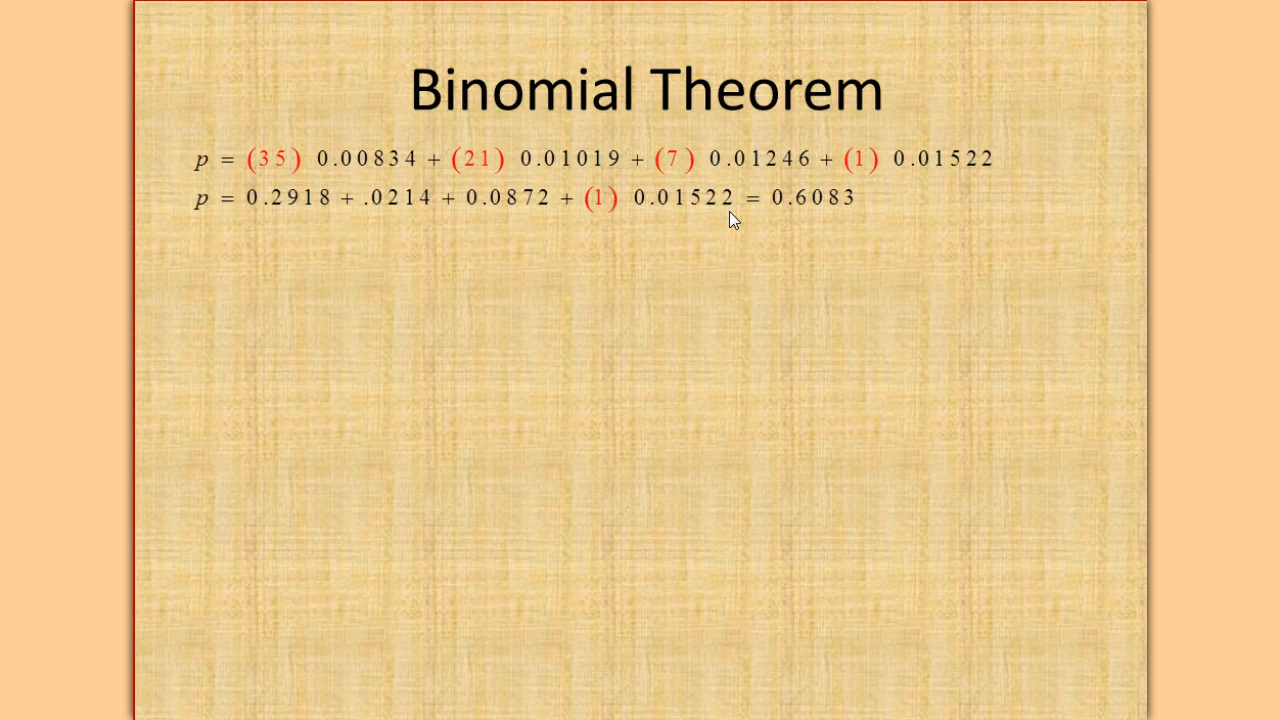 Binomial Theorem
p = (35) 0.00834 + (21) 0.01019 + (7) 0.01246 + (1) 0.01522
p = 0.2918 + .0214 + 0.0872 + (1) 0.01522 = 0.6083